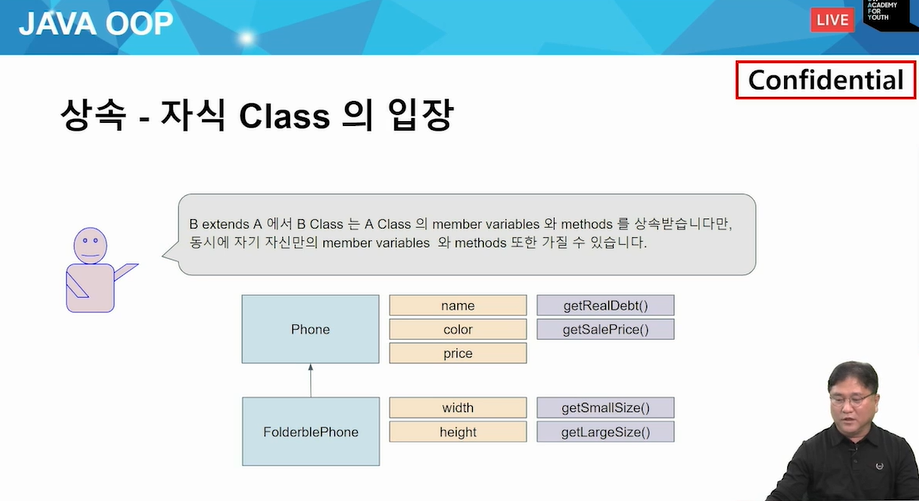 JAVA OOP
LIVE
ACADEMY
FOR
YOUTH
Confidential
상속 - 자식 Class 의 입장
B extends A 에서 B Class 는 A Class 의 member variables 와 methods 를 상속받습니다만,
동시에 자기 자신만의 member variables 와 methods 또한 가질 수 있습니다.
Phone
name
getRealDebt()
color
getSalePrice()
price
FolderblePhone
width
getSmallSize()
height
getLargeSize()